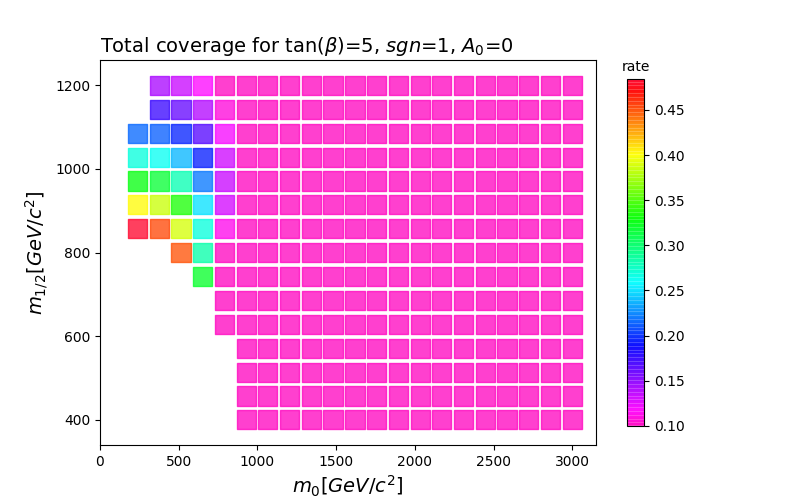 Total coverage for tan(β)=5, sgn=1, A₀=0
rate
m₁/₂[GeV/c²]
1200
1000
800
600
400
0 500 1000 1500 2000 2500 3000
m₀[GeV/c²]
0.45
0.40
0.35
0.30
0.25
0.20
0.15
0.10